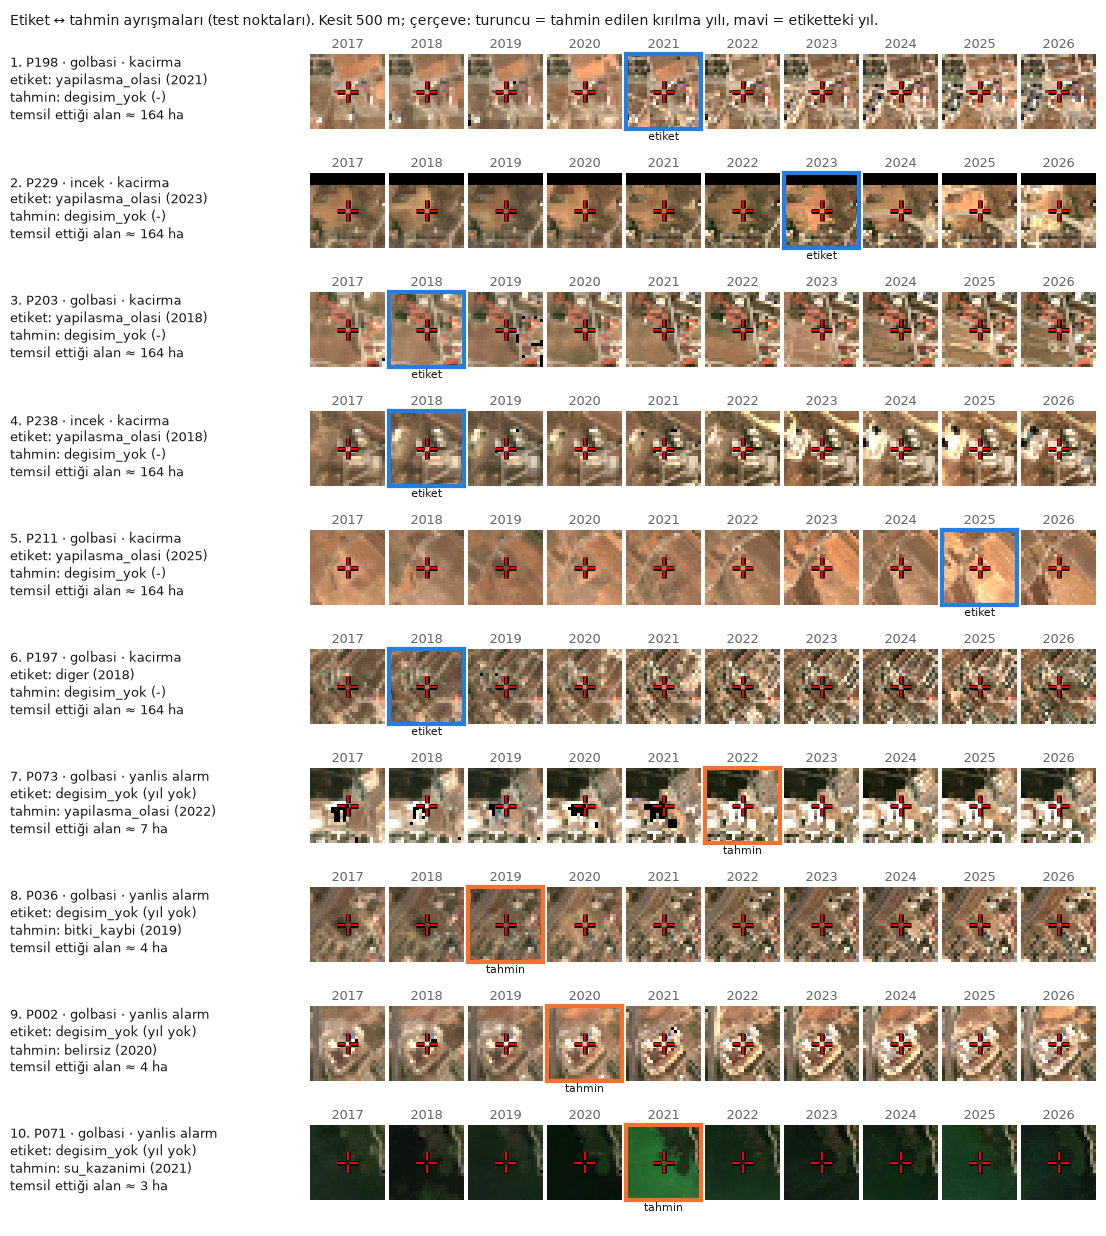 Etiket ↔ tahmin ayrışmaları (test noktaları). Kesit 500 m; çerçeve: turuncu = tahmin edilen kırılma yılı, mavi = etiketteki yıl.
2017 2018 2019 2020 2021 2022 2023 2024 2025 2026
1. P198 · golbasi · kacirma
etiket: yapilasma_olasi (2021)
tahmin: degisim_yok (-)
temsil ettiği alan ≈ 164 ha
etiket
2017 2018 2019 2020 2021 2022 2023 2024 2025 2026
2. P229 · incek · kacirma
etiket: yapilasma_olasi (2023)
tahmin: degisim_yok (-)
temsil ettiği alan ≈ 164 ha
etiket
2017 2018 2019 2020 2021 2022 2023 2024 2025 2026
3. P203 · golbasi · kacirma
etiket: yapilasma_olasi (2018)
tahmin: degisim_yok (-)
temsil ettiği alan ≈ 164 ha
etiket
2017 2018 2019 2020 2021 2022 2023 2024 2025 2026
4. P238 · incek · kacirma
etiket: yapilasma_olasi (2018)
tahmin: degisim_yok (-)
temsil ettiği alan ≈ 164 ha
etiket
2017 2018 2019 2020 2021 2022 2023 2024 2025 2026
5. P211 · golbasi · kacirma
etiket: yapilasma_olasi (2025)
tahmin: degisim_yok (-)
temsil ettiği alan ≈ 164 ha
etiket
2017 2018 2019 2020 2021 2022 2023 2024 2025 2026
6. P197 · golbasi · kacirma
etiket: diger (2018)
tahmin: degisim_yok (-)
temsil ettiği alan ≈ 164 ha
etiket
2017 2018 2019 2020 2021 2022 2023 2024 2025 2026
7. P073 · golbasi · yanlis alarm
etiket: degisim_yok (yıl yok)
tahmin: yapilasma_olasi (2022)
temsil ettiği alan ≈ 7 ha
tahmin
2017 2018 2019 2020 2021 2022 2023 2024 2025 2026
8. P036 · golbasi · yanlis alarm
etiket: degisim_yok (yıl yok)
tahmin: bitki_kaybi (2019)
temsil ettiği alan ≈ 4 ha
tahmin
2017 2018 2019 2020 2021 2022 2023 2024 2025 2026
9. P002 · golbasi · yanlis alarm
etiket: degisim_yok (yıl yok)
tahmin: belirsiz (2020)
temsil ettiği alan ≈ 4 ha
tahmin
2017 2018 2019 2020 2021 2022 2023 2024 2025 2026
10. P071 · golbasi · yanlis alarm
etiket: degisim_yok (yıl yok)
tahmin: su_kazanimi (2021)
temsil ettiği alan ≈ 3 ha
tahmin